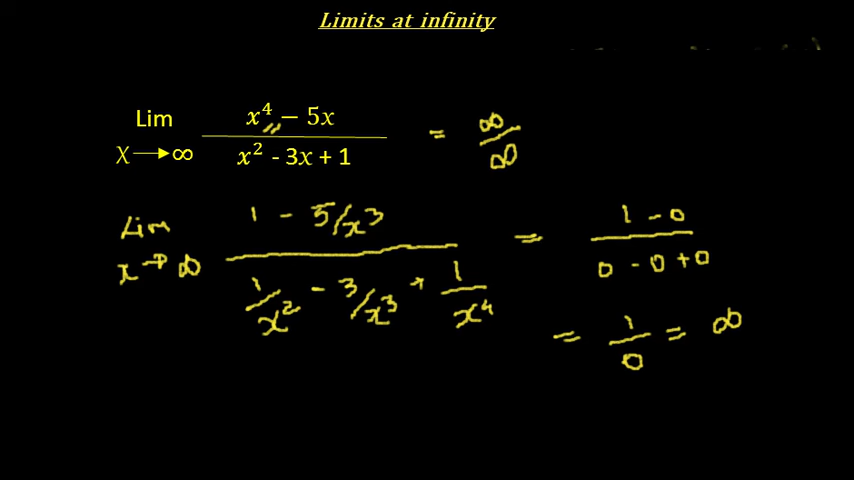 Limits at infinity
Lim x→∞ (x⁴ − 5x)/(x² - 3x + 1) = ∞/∞
Lim x→∞ (1 - 5/x³)/(1/x² - 3/x³ + 1/x⁴) = (1 - 0)/(0 - 0 + 0)
= 1/0 = ∞